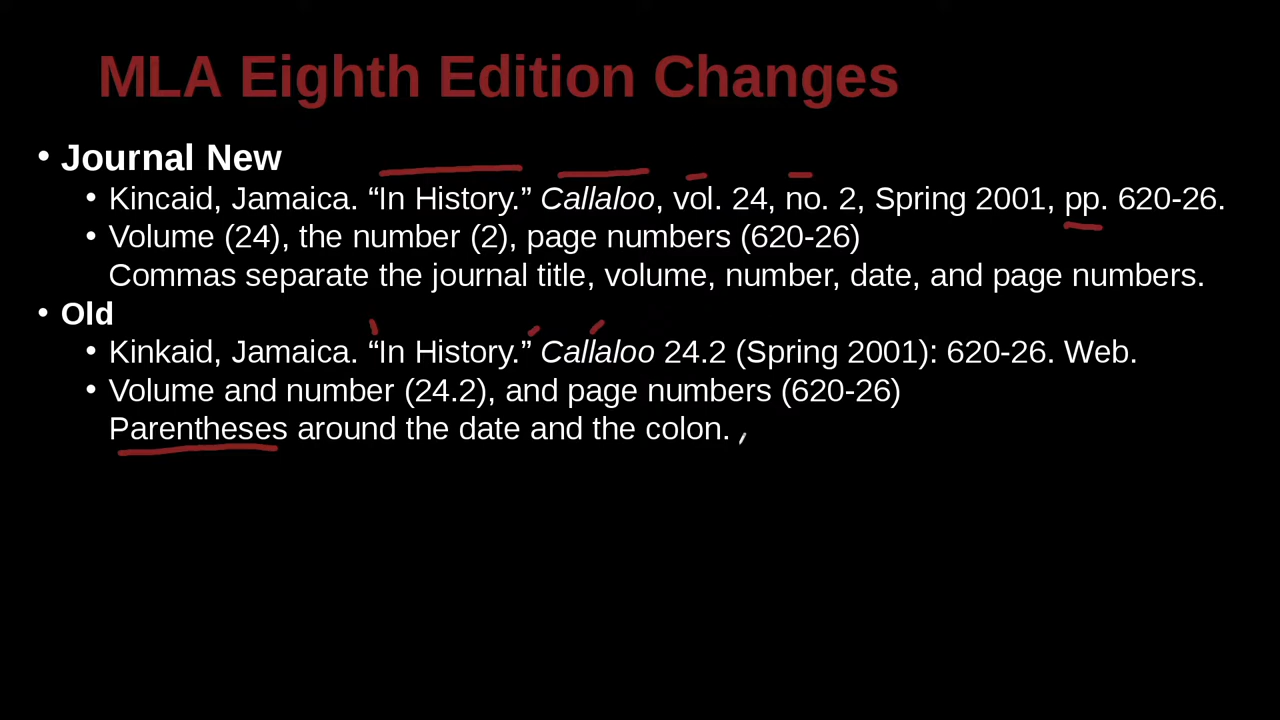 MLA Eighth Edition Changes
• Journal New
• Kincaid, Jamaica. “In History.” Callaloo, vol. 24, no. 2, Spring 2001, pp. 620-26.
• Volume (24), the number (2), page numbers (620-26)
Commas separate the journal title, volume, number, date, and page numbers.
• Old
• Kinkaid, Jamaica. “In History.” Callaloo 24.2 (Spring 2001): 620-26. Web.
• Volume and number (24.2), and page numbers (620-26)
Parentheses around the date and the colon.